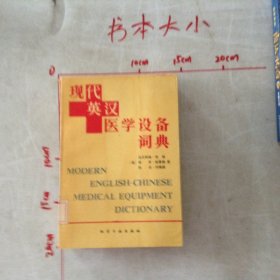 书本大小
0
10cm
15cm
20cm
现代
英汉
医学设备
词典
MODERN
ENGLISH-CHINESE
MEDICAL EQUIPMENT
DICTIONARY
10cm
15cm
20cm